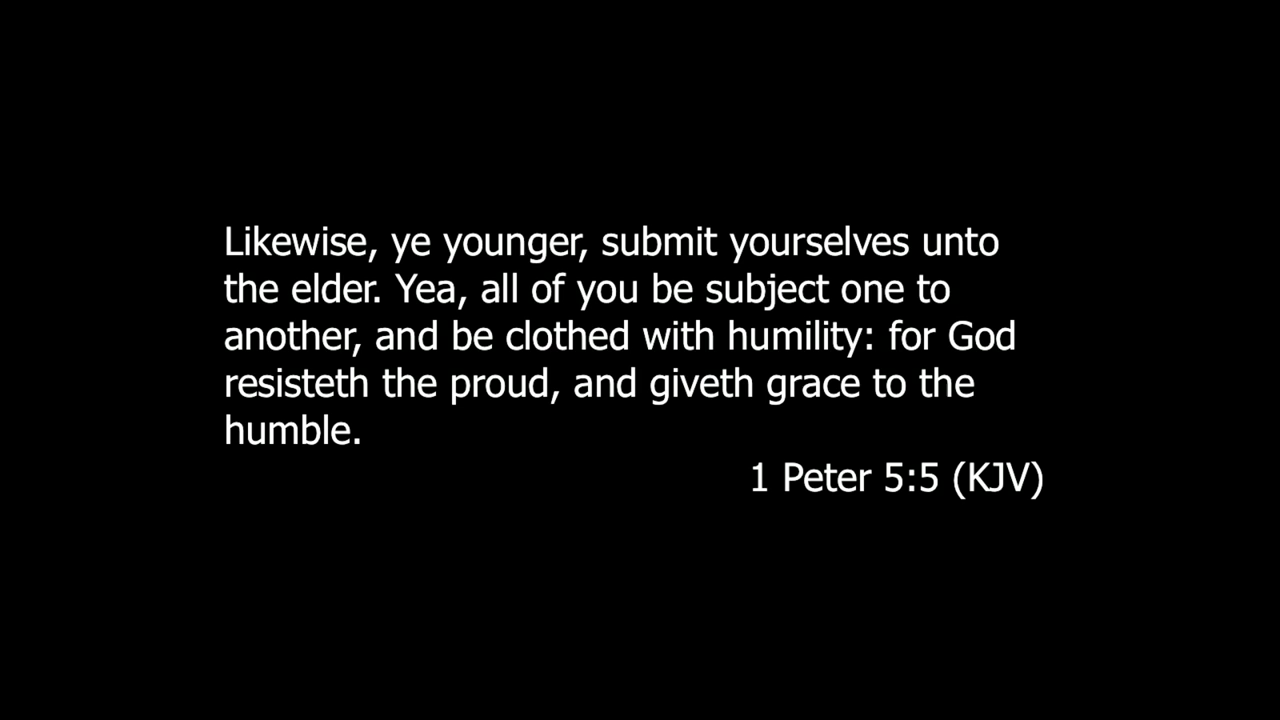 Likewise, ye younger, submit yourselves unto
the elder. Yea, all of you be subject one to
another, and be clothed with humility: for God
resisteth the proud, and giveth grace to the
humble.
1 Peter 5:5 (KJV)